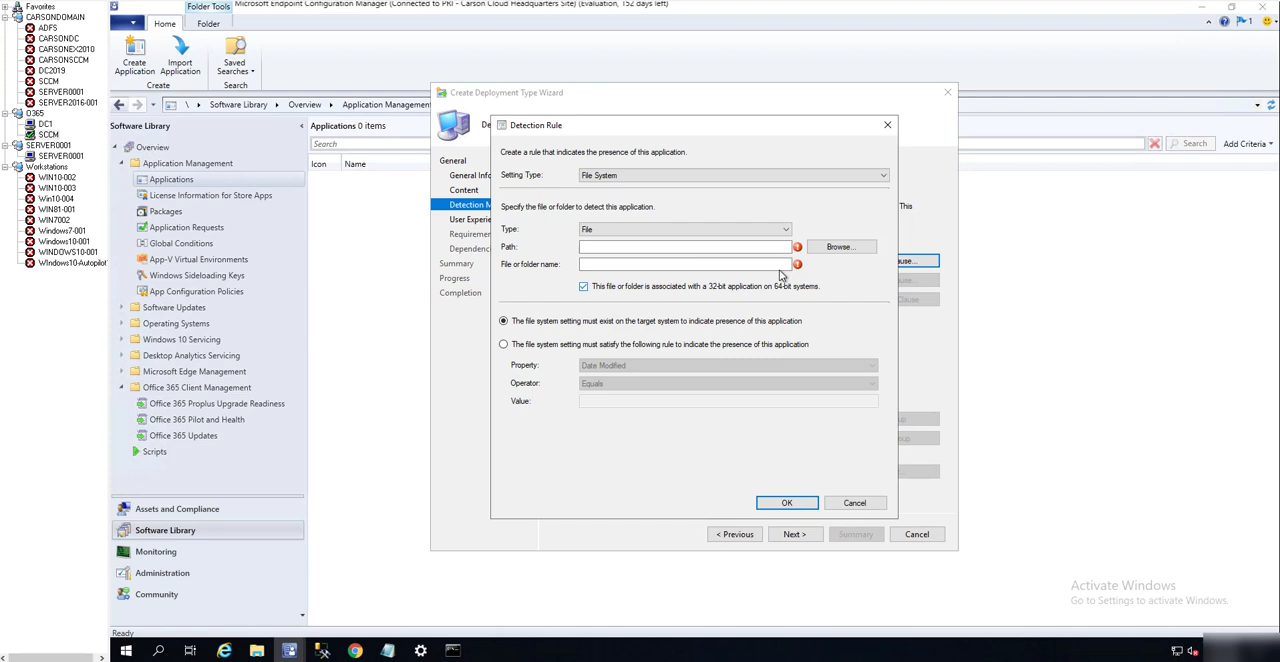 Favorites
CARSONDOMAIN
ADFS
CARSONDC
CARSONEX2010
CARSONSCCM
DC2019
SCCM
SERVER0001
SERVER2016-001
O365
DC1
SCCM
SERVER0001
SERVER0001
Workstations
WIN10-002
WIN10-003
Win10-004
WIN81-001
WIN7002
Windows7-001
Windows10-001
WINDOWS10-001
WIndows10-Autopilot
Folder Tools
Microsoft Endpoint Configuration Manager (Connected to PRI - Carson Cloud Headquarters Site) (Evaluation, 152 days left)
Home
Folder
1
Create Application
Import Application
Saved Searches
Create
Search
\ Software Library Overview Application Management
Software Library
Overview
Application Management
Applications
License Information for Store Apps
Packages
Application Requests
Global Conditions
App-V Virtual Environments
Windows Sideloading Keys
App Configuration Policies
Software Updates
Operating Systems
Windows 10 Servicing
Desktop Analytics Servicing
Microsoft Edge Management
Office 365 Client Management
Office 365 Proplus Upgrade Readiness
Office 365 Pilot and Health
Office 365 Updates
Scripts
Assets and Compliance
Software Library
Monitoring
Administration
Community
Ready
Applications 0 items
Search
Search
Add Criteria
Icon Name
Create Deployment Type Wizard
General
General Info
Content
Detection M
User Experie
Requiremen
Dependenc
Summary
Progress
Completion
This
ause...
Clause
< Previous
Next >
Summary
Cancel
Detection Rule
Create a rule that indicates the presence of this application.
Setting Type: File System
Specify the file or folder to detect this application.
Type: File
Path:
Browse...
File or folder name:
This file or folder is associated with a 32-bit application on 64-bit systems.
The file system setting must exist on the target system to indicate presence of this application
The file system setting must satisfy the following rule to indicate the presence of this application
Property: Date Modified
Operator: Equals
Value:
OK
Cancel
Activate Windows
Go to Settings to activate Windows.